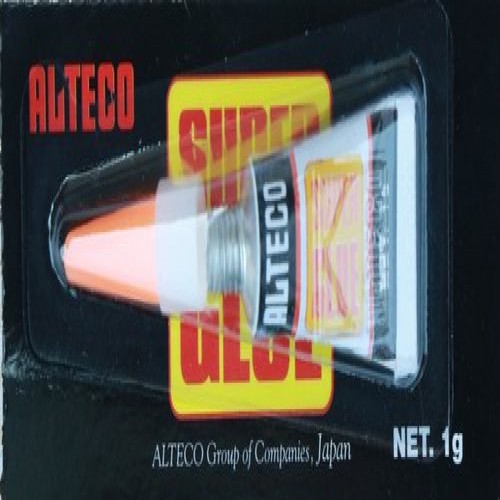 ALTECO
SUPER
GLUE
ALTECO
ALTECO Group of Companies, Japan
NET. 1g